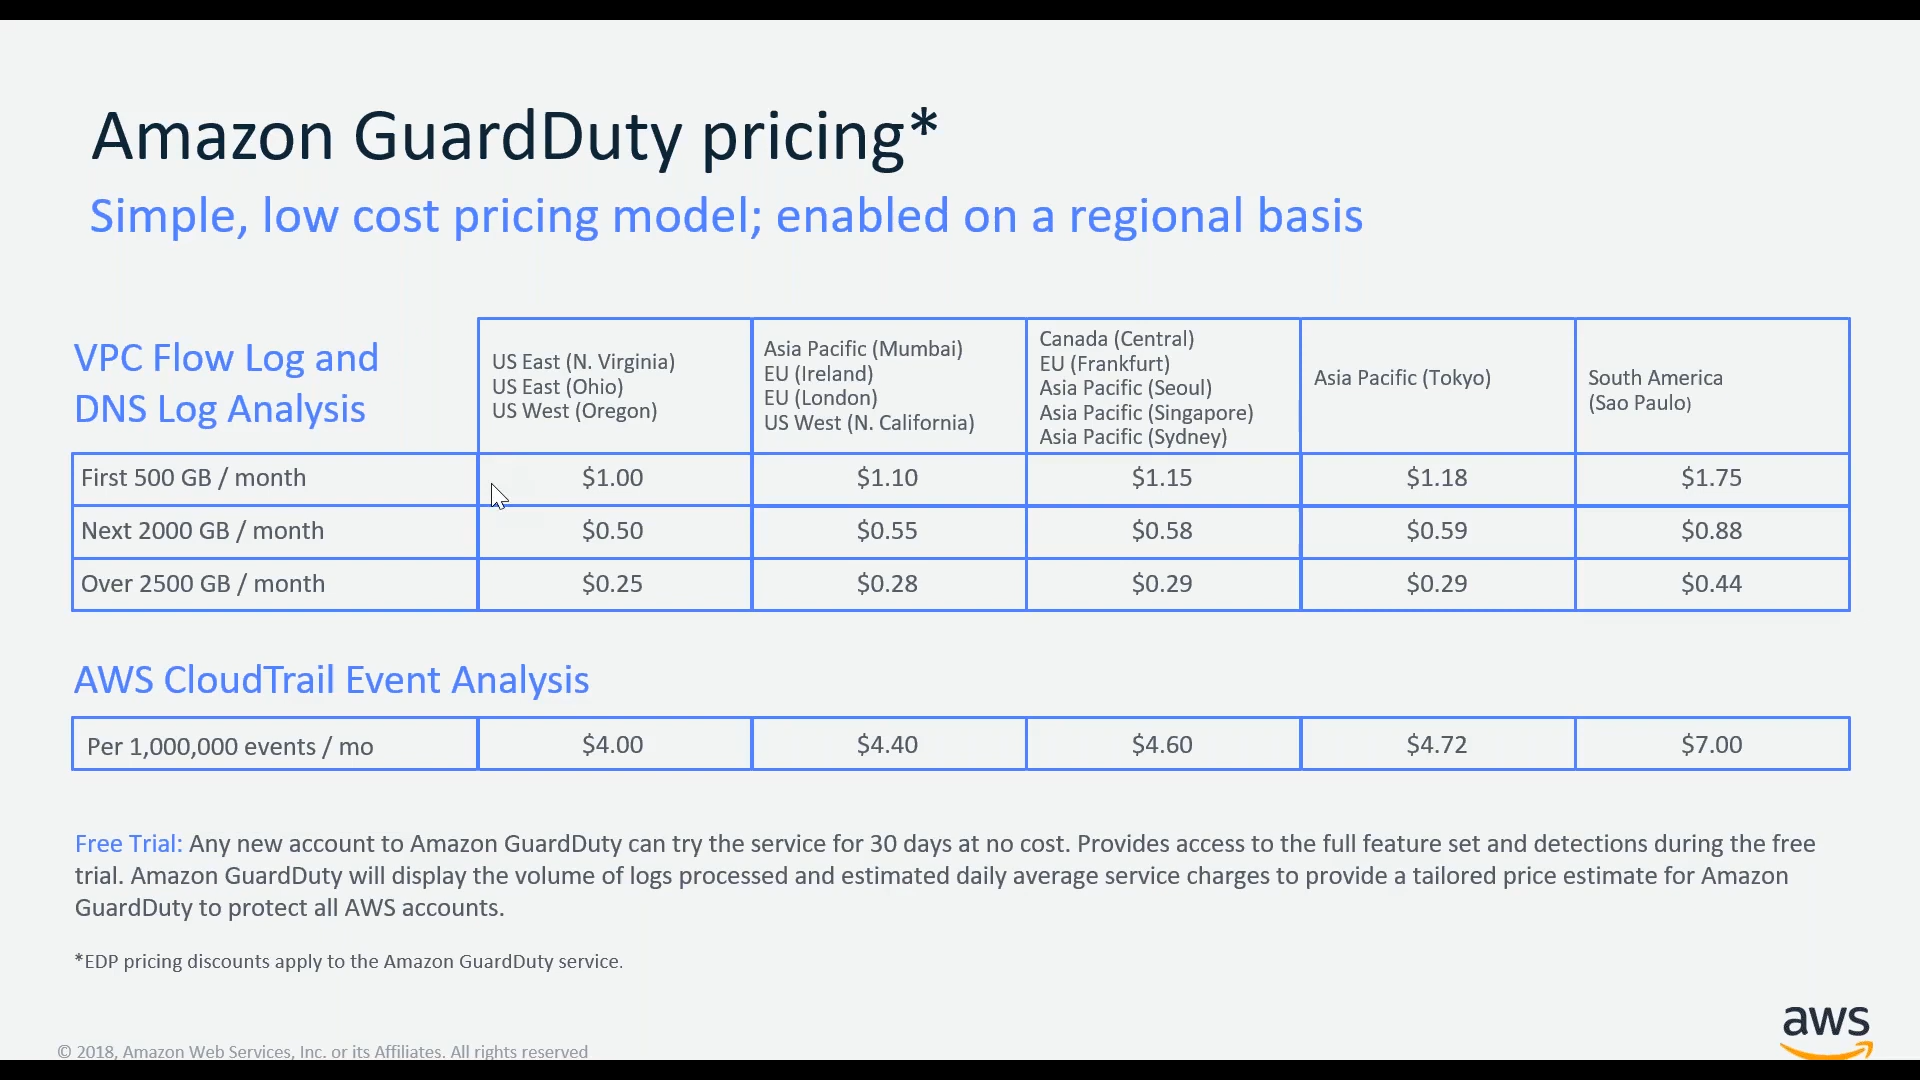 Amazon GuardDuty pricing*
Simple, low cost pricing model; enabled on a regional basis
VPC Flow Log and
DNS Log Analysis
US East (N. Virginia)
US East (Ohio)
US West (Oregon)
Asia Pacific (Mumbai)
EU (Ireland)
EU (London)
US West (N. California)
Canada (Central)
EU (Frankfurt)
Asia Pacific (Seoul)
Asia Pacific (Singapore)
Asia Pacific (Sydney)
Asia Pacific (Tokyo)
South America
(Sao Paulo)
First 500 GB / month $1.00 $1.10 $1.15 $1.18 $1.75
Next 2000 GB / month $0.50 $0.55 $0.58 $0.59 $0.88
Over 2500 GB / month $0.25 $0.28 $0.29 $0.29 $0.44
AWS CloudTrail Event Analysis
Per 1,000,000 events / mo $4.00 $4.40 $4.60 $4.72 $7.00
Free Trial: Any new account to Amazon GuardDuty can try the service for 30 days at no cost. Provides access to the full feature set and detections during the free
trial. Amazon GuardDuty will display the volume of logs processed and estimated daily average service charges to provide a tailored price estimate for Amazon
GuardDuty to protect all AWS accounts.
*EDP pricing discounts apply to the Amazon GuardDuty service.
© 2018, Amazon Web Services, Inc. or its Affiliates. All rights reserved
aws